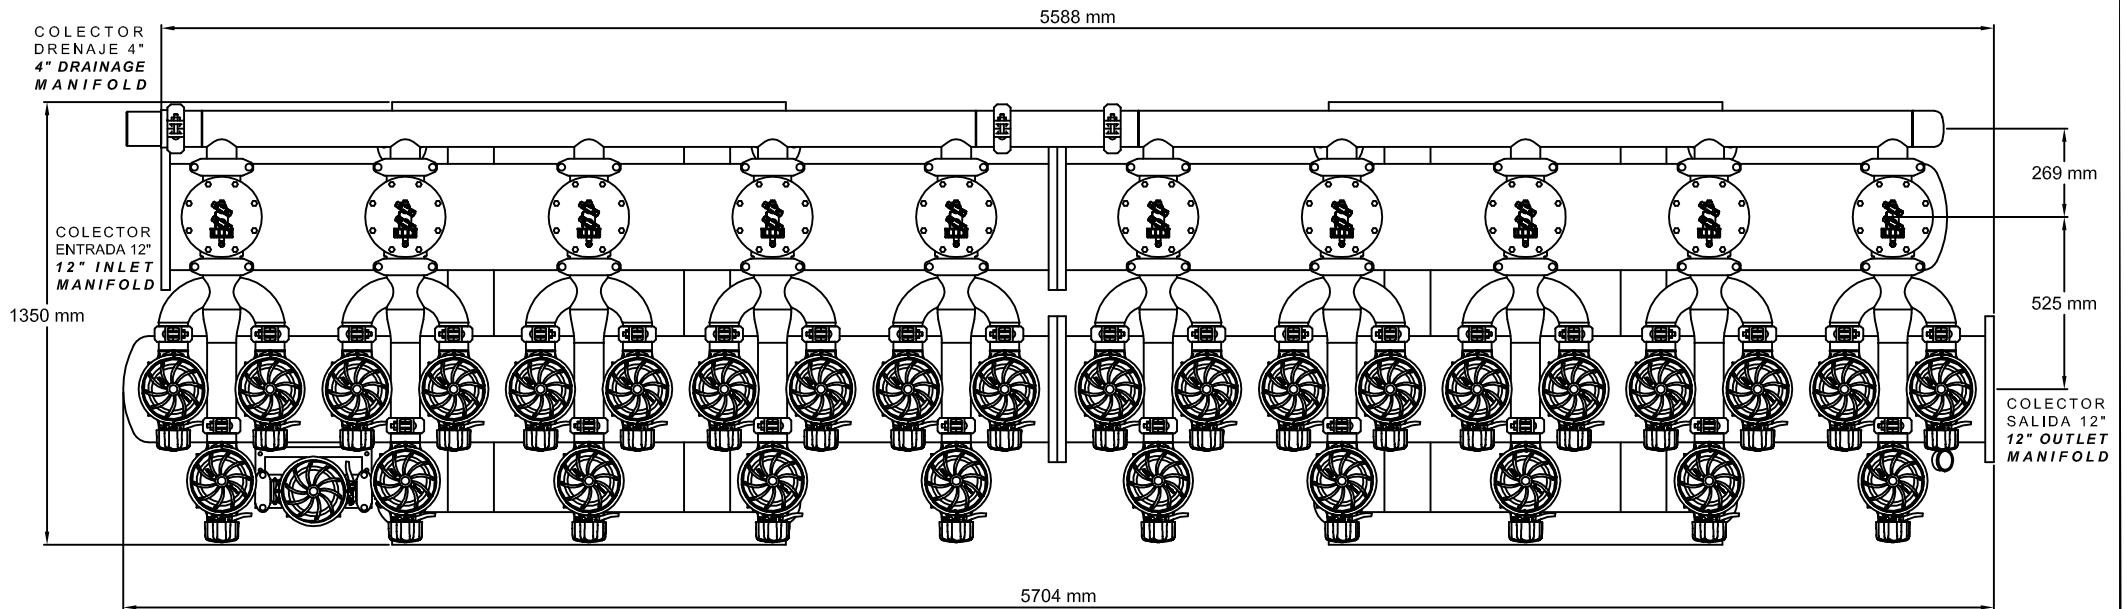 5588 mm
COLECTOR
DRENAJE 4"
4" DRAINAGE
MANIFOLD
269 mm
COLECTOR
ENTRADA 12"
12" INLET
MANIFOLD
1350 mm
525 mm
COLECTOR
SALIDA 12"
12" OUTLET
MANIFOLD
5704 mm